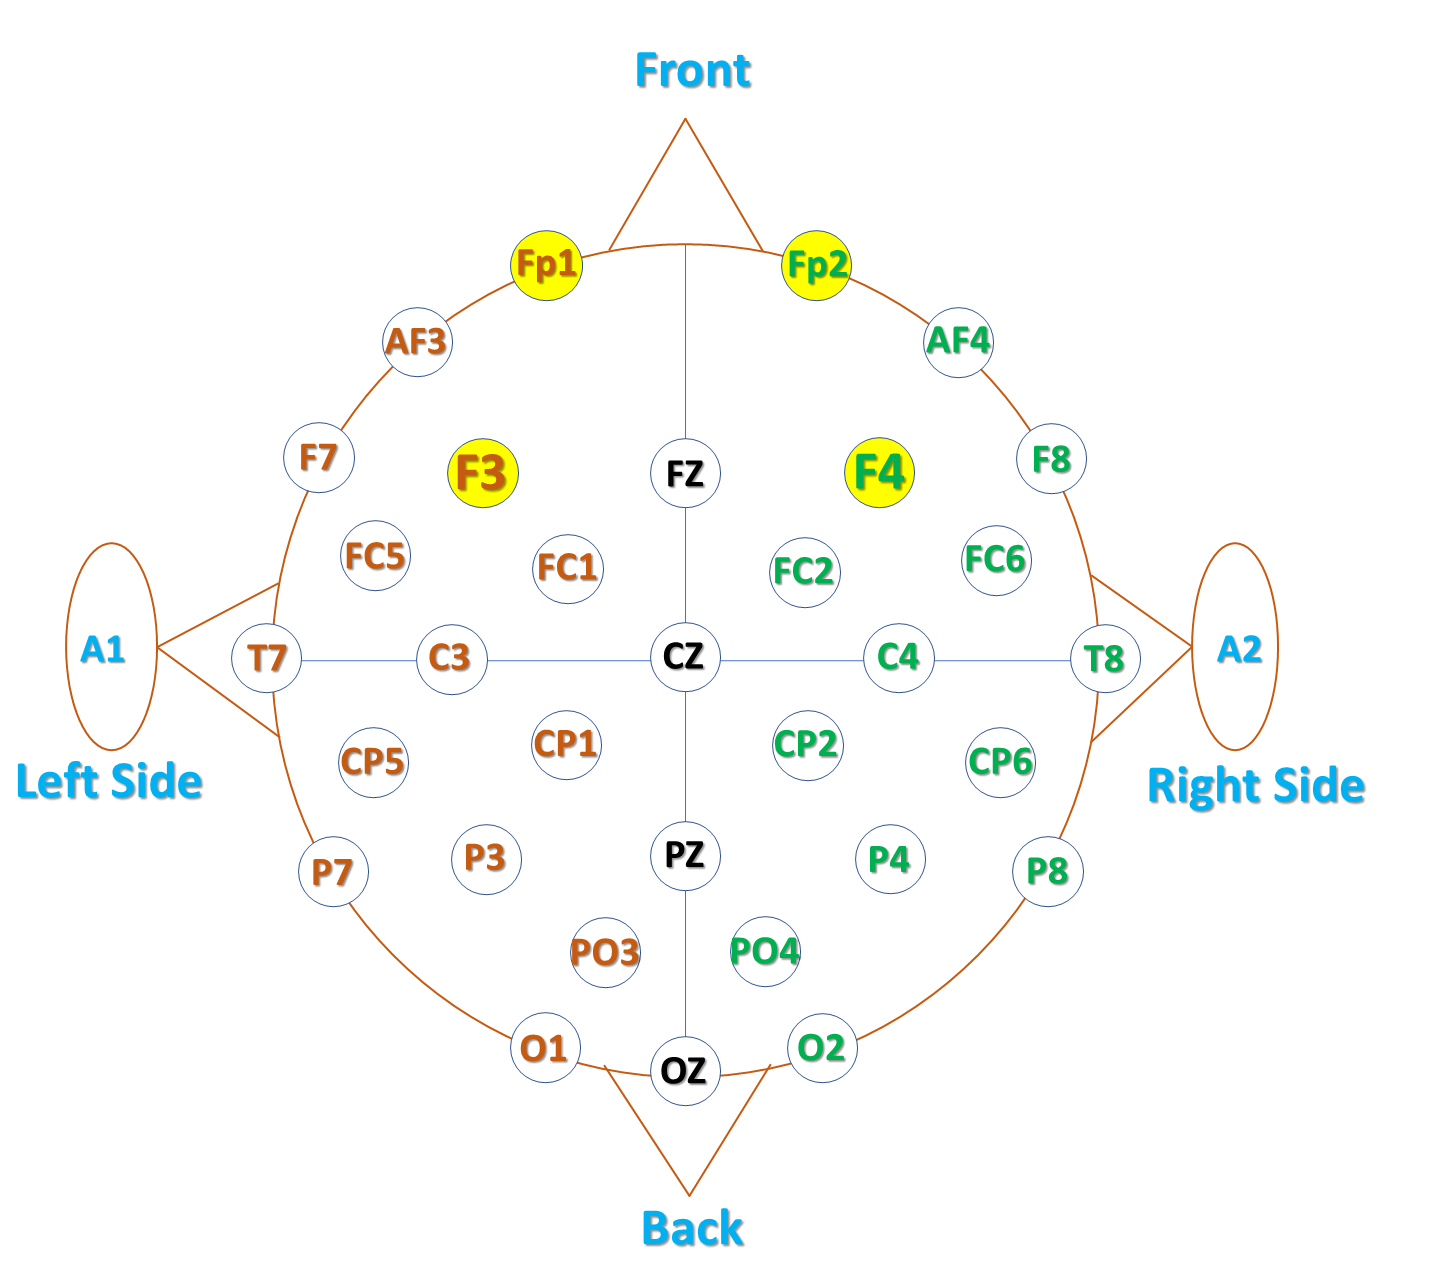 Front
Fp1 Fp2
AF3 AF4
F7 F3 FZ F4 F8
FC5 FC1 FC2 FC6
A1 T7 C3 CZ C4 T8 A2
CP5 CP1 CP2 CP6
Left Side Right Side
P7 P3 PZ P4 P8
PO3 PO4
O1 OZ O2
Back